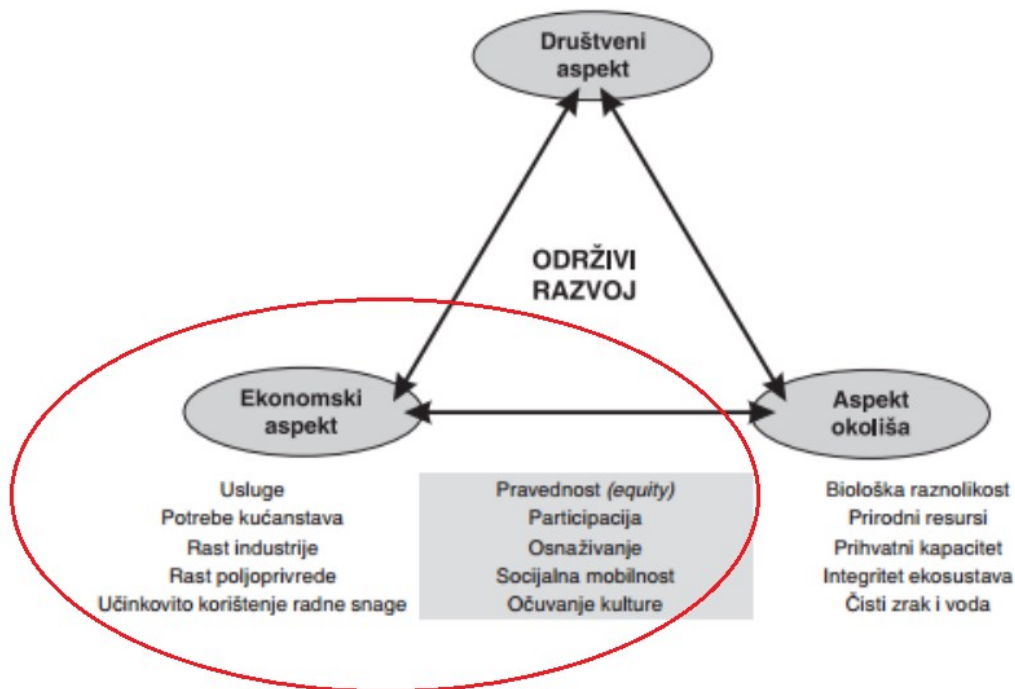 Društveni
aspekt
ODRŽIVI
RAZVOJ
Ekonomski
aspekt
Aspekt
okoliša
Usluge
Potrebe kućanstava
Rast industrije
Rast poljoprivrede
Učinkovito korištenje radne snage
Pravednost (equity)
Participacija
Osnaživanje
Socijalna mobilnost
Očuvanje kulture
Biološka raznolikost
Prirodni resursi
Prihvatni kapacitet
Integritet ekosustava
Čisti zrak i voda